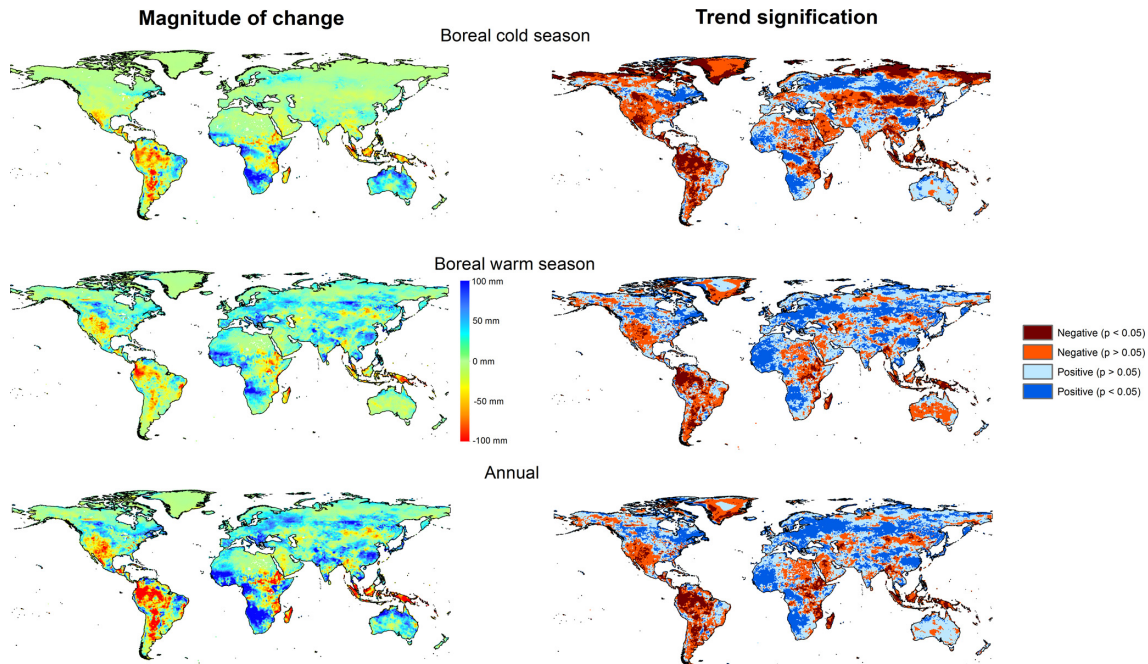 Magnitude of change
Trend signification
Boreal cold season
Boreal warm season
100 mm
50 mm
0 mm
-50 mm
-100 mm
Negative (p < 0.05)
Negative (p > 0.05)
Positive (p > 0.05)
Positive (p < 0.05)
Annual